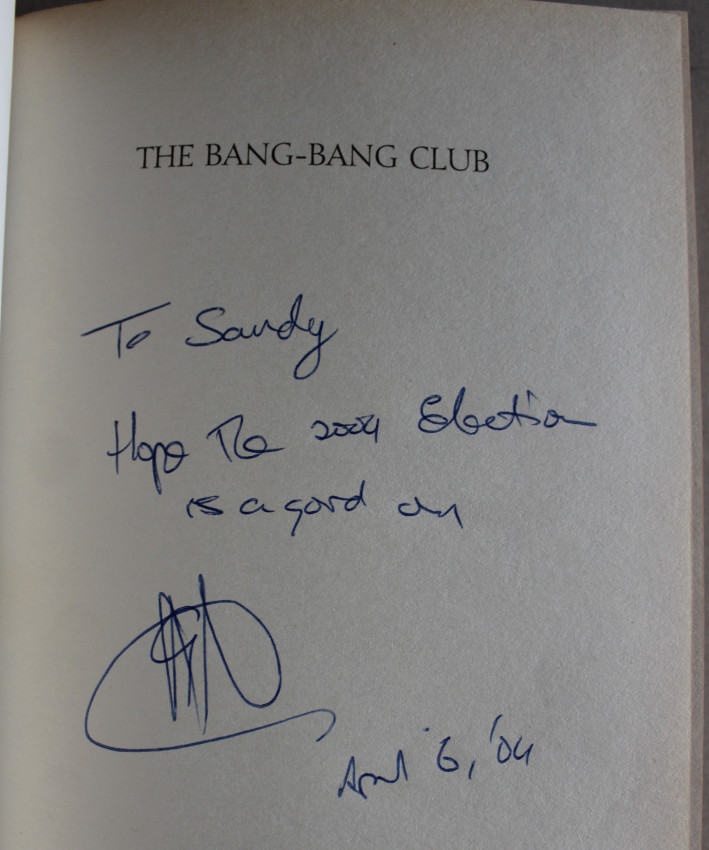 THE BANG-BANG CLUB
To Sandy
Hope The 2004 Election
is a good one
April 6, '04